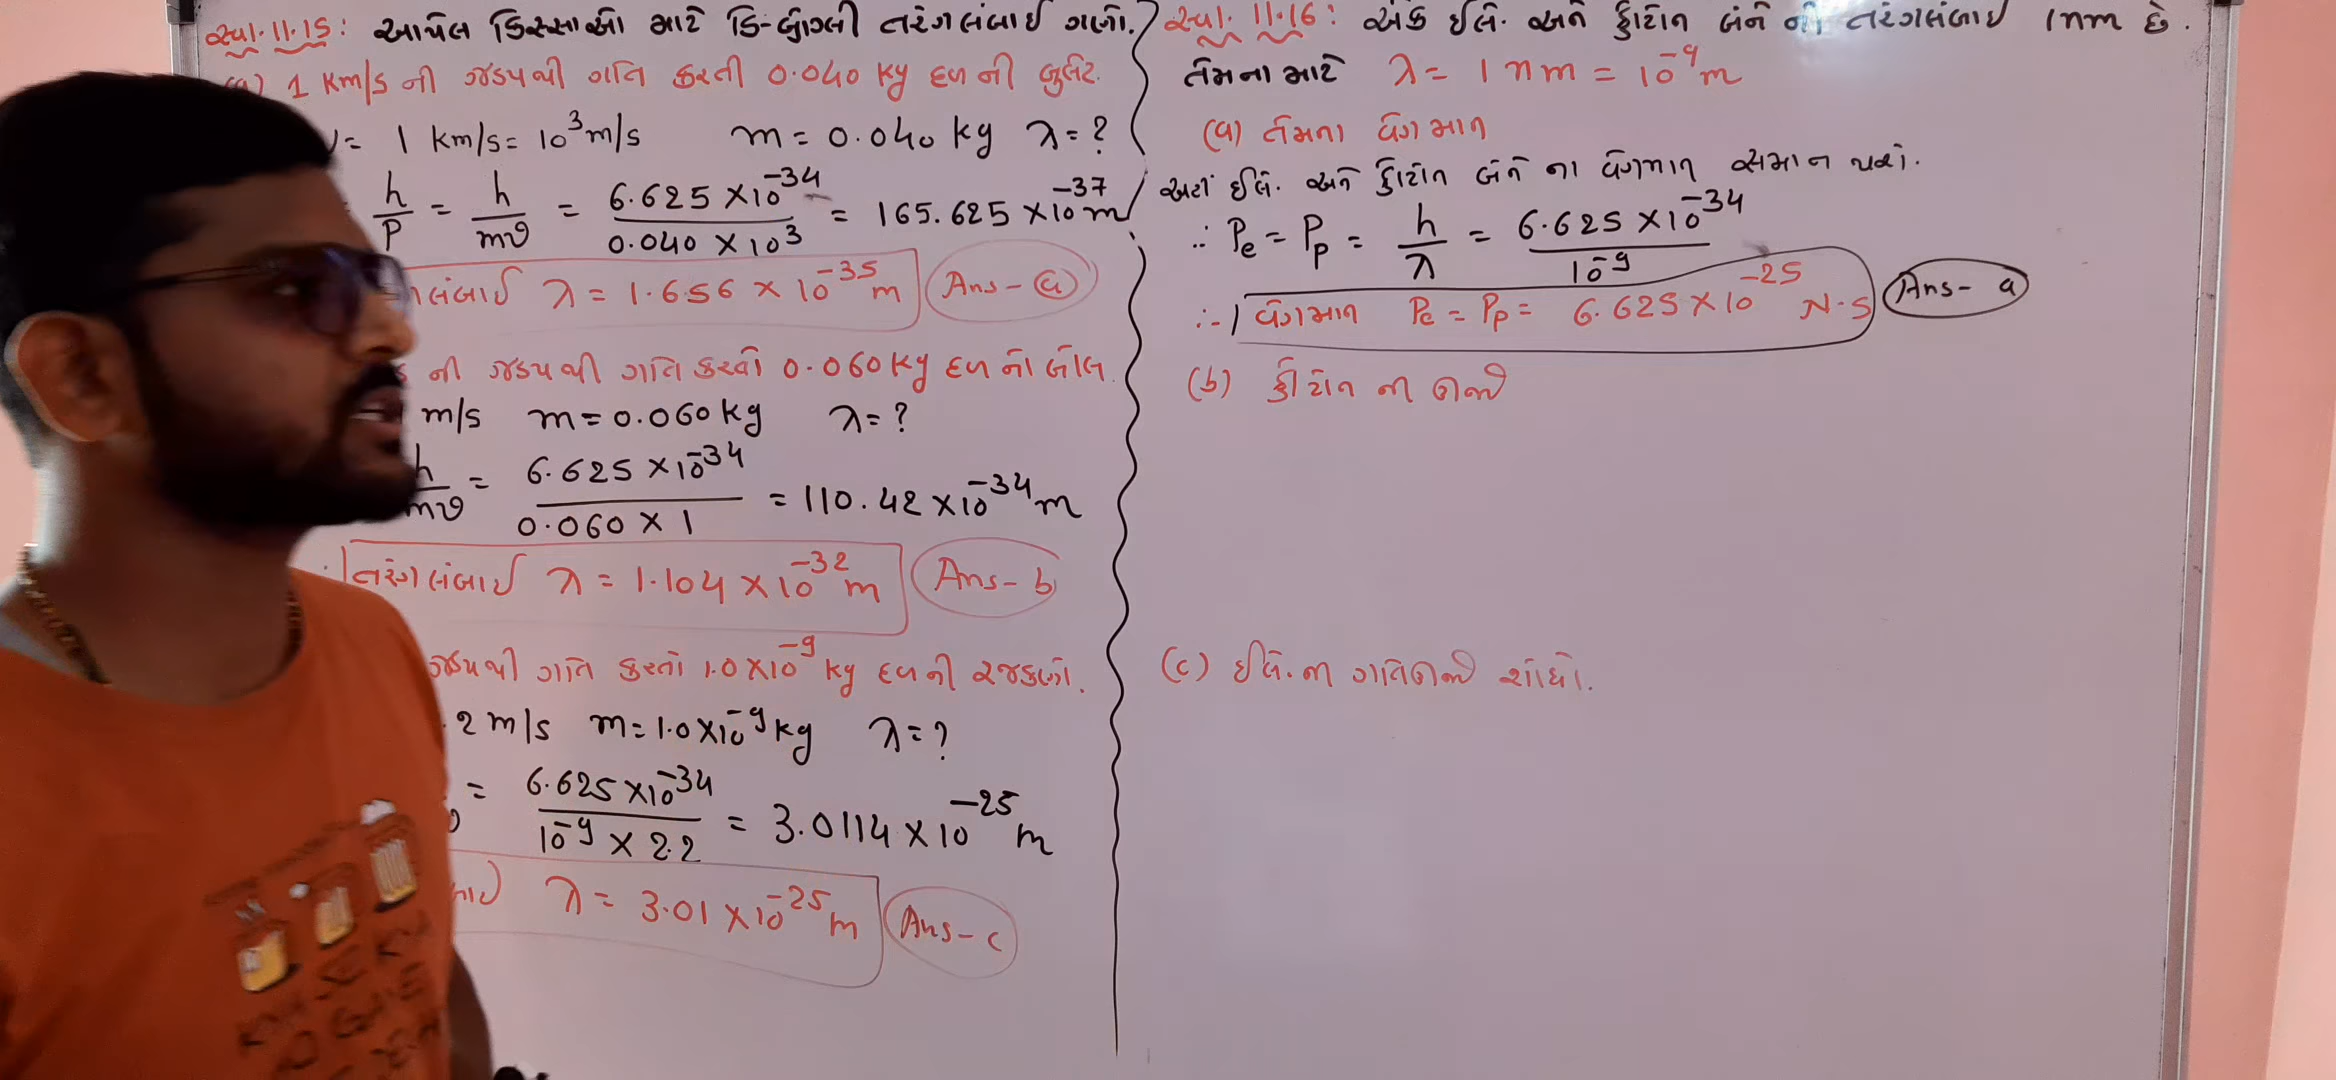 સ્વા. 11.15 : આપેલ કિસ્સાઓ માટે ડિ-બ્રોગ્લી તરંગલંબાઇ ગણો.
(a) 1 km/s ની ઝડપથી ગતિ કરતી 0.040 kg દળ ની બુલેટ.
= 1 km/s = 10³ m/s m = 0.040 kg λ = ?
h/p = h/mv = 6.625 × 10⁻³⁴ / 0.040 × 10³ = 165.625 × 10⁻³⁷ m
લંબાઇ λ = 1.656 × 10⁻³⁵ m Ans - a
ની ઝડપથી ગતિ કરતો 0.060 kg દળ નો બોલ.
m/s m = 0.060 kg λ = ?
h/mv = 6.625 × 10⁻³⁴ / 0.060 × 1 = 110.42 × 10⁻³⁴ m
∴ તરંગલંબાઇ λ = 1.104 × 10⁻³² m Ans - b
ઝડપથી ગતિ કરતો 1.0 × 10⁻⁹ kg દળ ની રજકણો.
.2 m/s m = 1.0 × 10⁻⁹ kg λ = ?
= 6.625 × 10⁻³⁴ / 10⁻⁹ × 2.2 = 3.0114 × 10⁻²⁵ m
λ = 3.01 × 10⁻²⁵ m Ans - c
સ્વા. 11.16 : એક ઇલે. અને ફોટોન બંને ની તરંગલંબાઇ 1nm છે.
તેમના માટે λ = 1 nm = 10⁻⁹ m
(a) તેમના વેગમાન
અહીં ઇલે. અને ફોટોન બંને ના વેગમાન સમાન થશે.
∴ Pe = Pp = h/λ = 6.625 × 10⁻³⁴ / 10⁻⁹
∴ વેગમાન Pe = Pp = 6.625 × 10⁻²⁵ N·S Ans - a
(b) ફોટોન ની ઊર્જા
(c) ઇલે. ની ગતિઊર્જા શોધો.